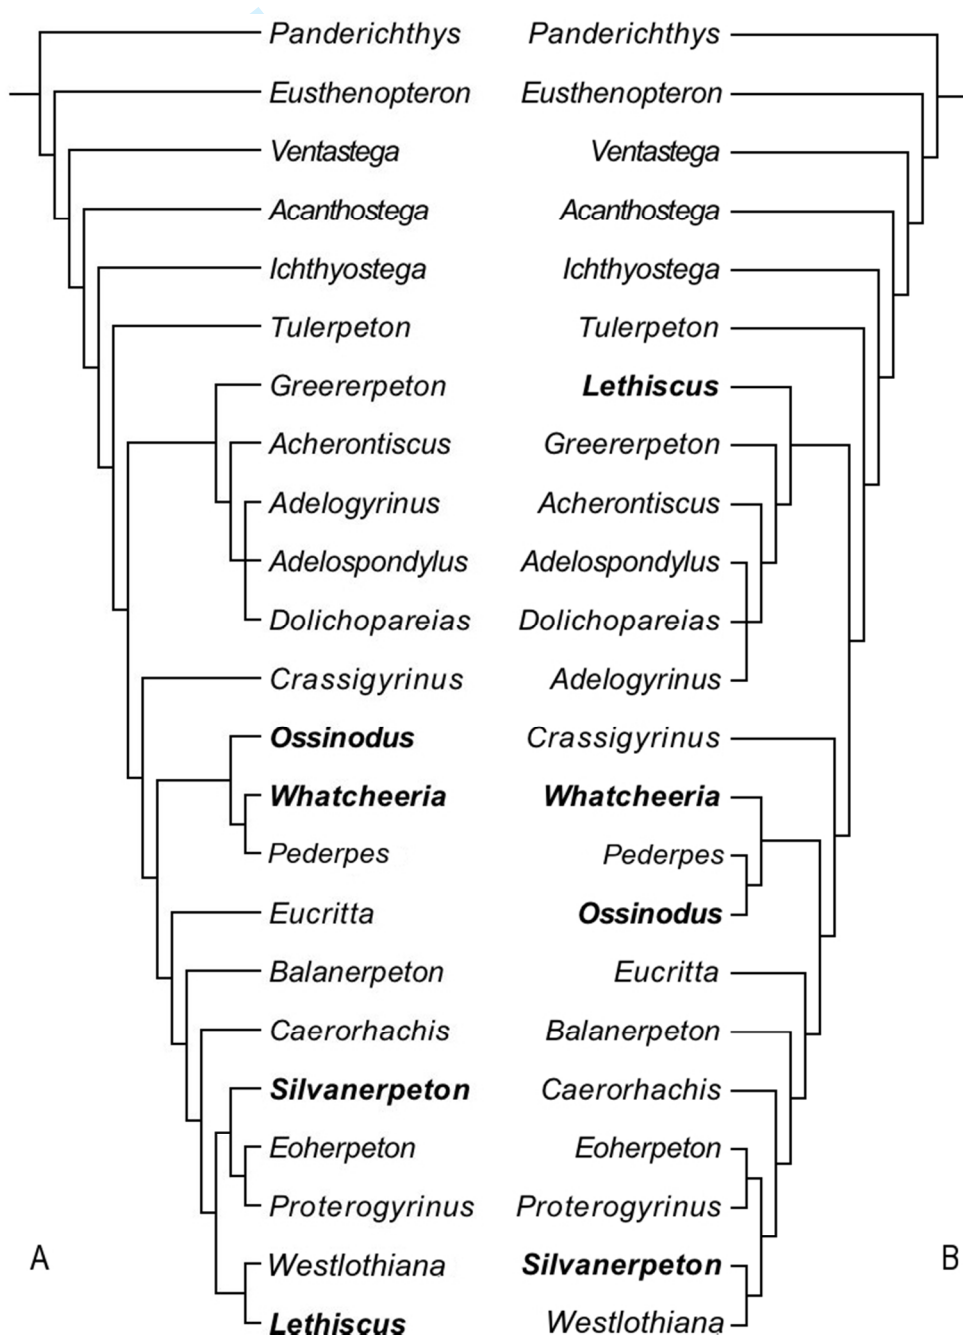 Panderichthys
Eusthenopteron
Ventastega
Acanthostega
Ichthyostega
Tulerpeton
Greererpeton
Acherontiscus
Adelogyrinus
Adelospondylus
Dolichopareias
Crassigyrinus
Ossinodus
Whatcheeria
Pederpes
Eucritta
Balanerpeton
Caerorhachis
Silvanerpeton
Eoherpeton
Proterogyrinus
Westlothiana
Lethiscus
A
Panderichthys
Eusthenopteron
Ventastega
Acanthostega
Ichthyostega
Tulerpeton
Lethiscus
Greererpeton
Acherontiscus
Adelospondylus
Dolichopareias
Adelogyrinus
Crassigyrinus
Whatcheeria
Pederpes
Ossinodus
Eucritta
Balanerpeton
Caerorhachis
Eoherpeton
Proterogyrinus
Silvanerpeton
Westlothiana
B